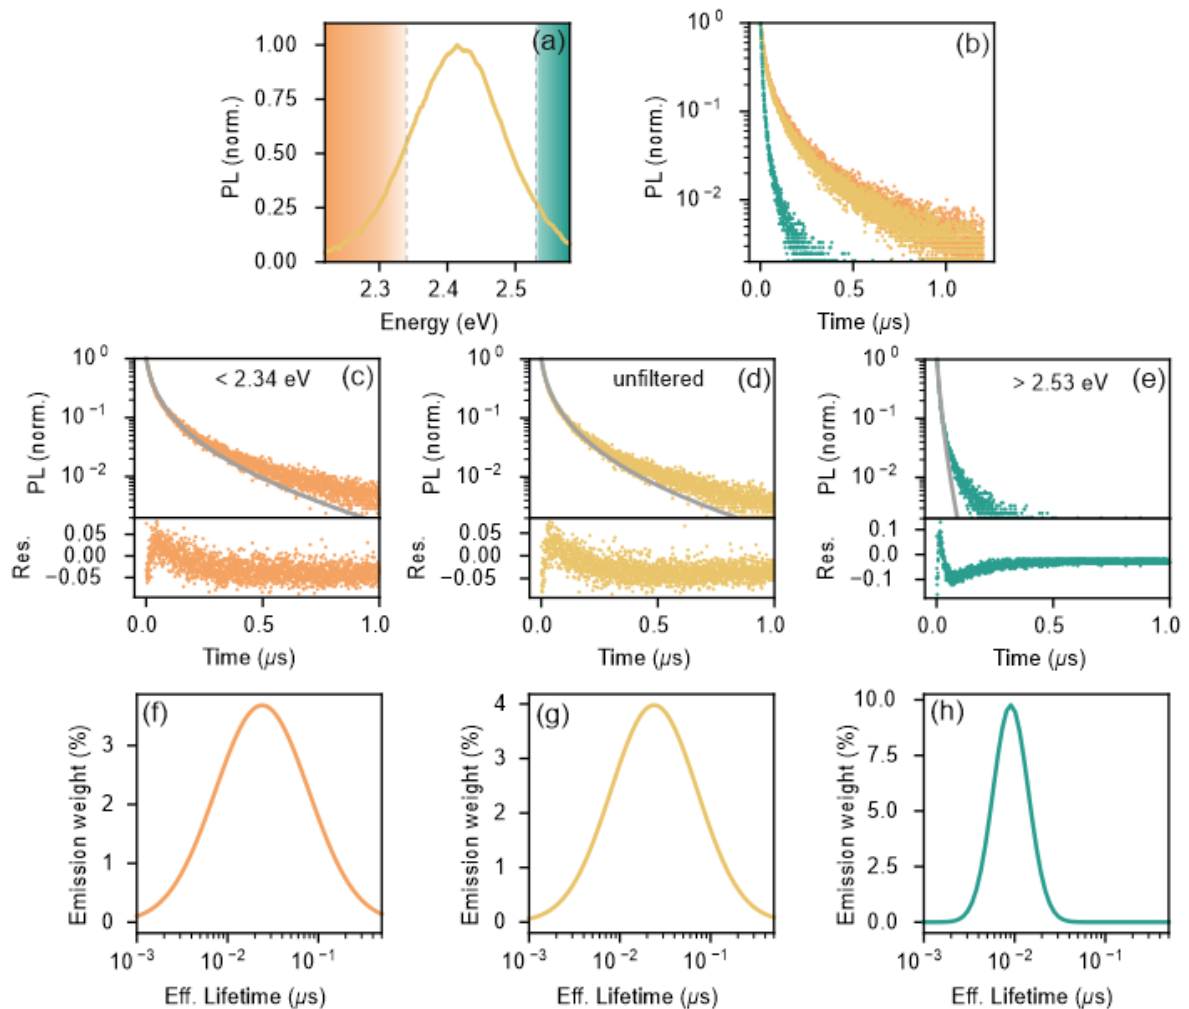 (a)
PL (norm.)
1.00
0.75
0.50
0.25
0.00
2.3 2.4 2.5
Energy (eV)
(b)
PL (norm.)
10⁰
10⁻¹
10⁻²
0.0 0.5 1.0
Time (µs)
(c)
< 2.34 eV
PL (norm.)
10⁰
10⁻¹
10⁻²
Res.
0.05
0.00
−0.05
0.0 0.5 1.0
Time (µs)
(d)
unfiltered
PL (norm.)
10⁰
10⁻¹
10⁻²
Res.
0.05
0.00
−0.05
0.0 0.5 1.0
Time (µs)
(e)
> 2.53 eV
PL (norm.)
10⁰
10⁻¹
10⁻²
Res.
0.1
0.0
−0.1
0.0 0.5 1.0
Time (µs)
(f)
Emission weight (%)
3
2
1
0
10⁻³ 10⁻² 10⁻¹
Eff. Lifetime (µs)
(g)
Emission weight (%)
4
3
2
1
0
10⁻³ 10⁻² 10⁻¹
Eff. Lifetime (µs)
(h)
Emission weight (%)
10.0
7.5
5.0
2.5
0.0
10⁻³ 10⁻² 10⁻¹
Eff. Lifetime (µs)